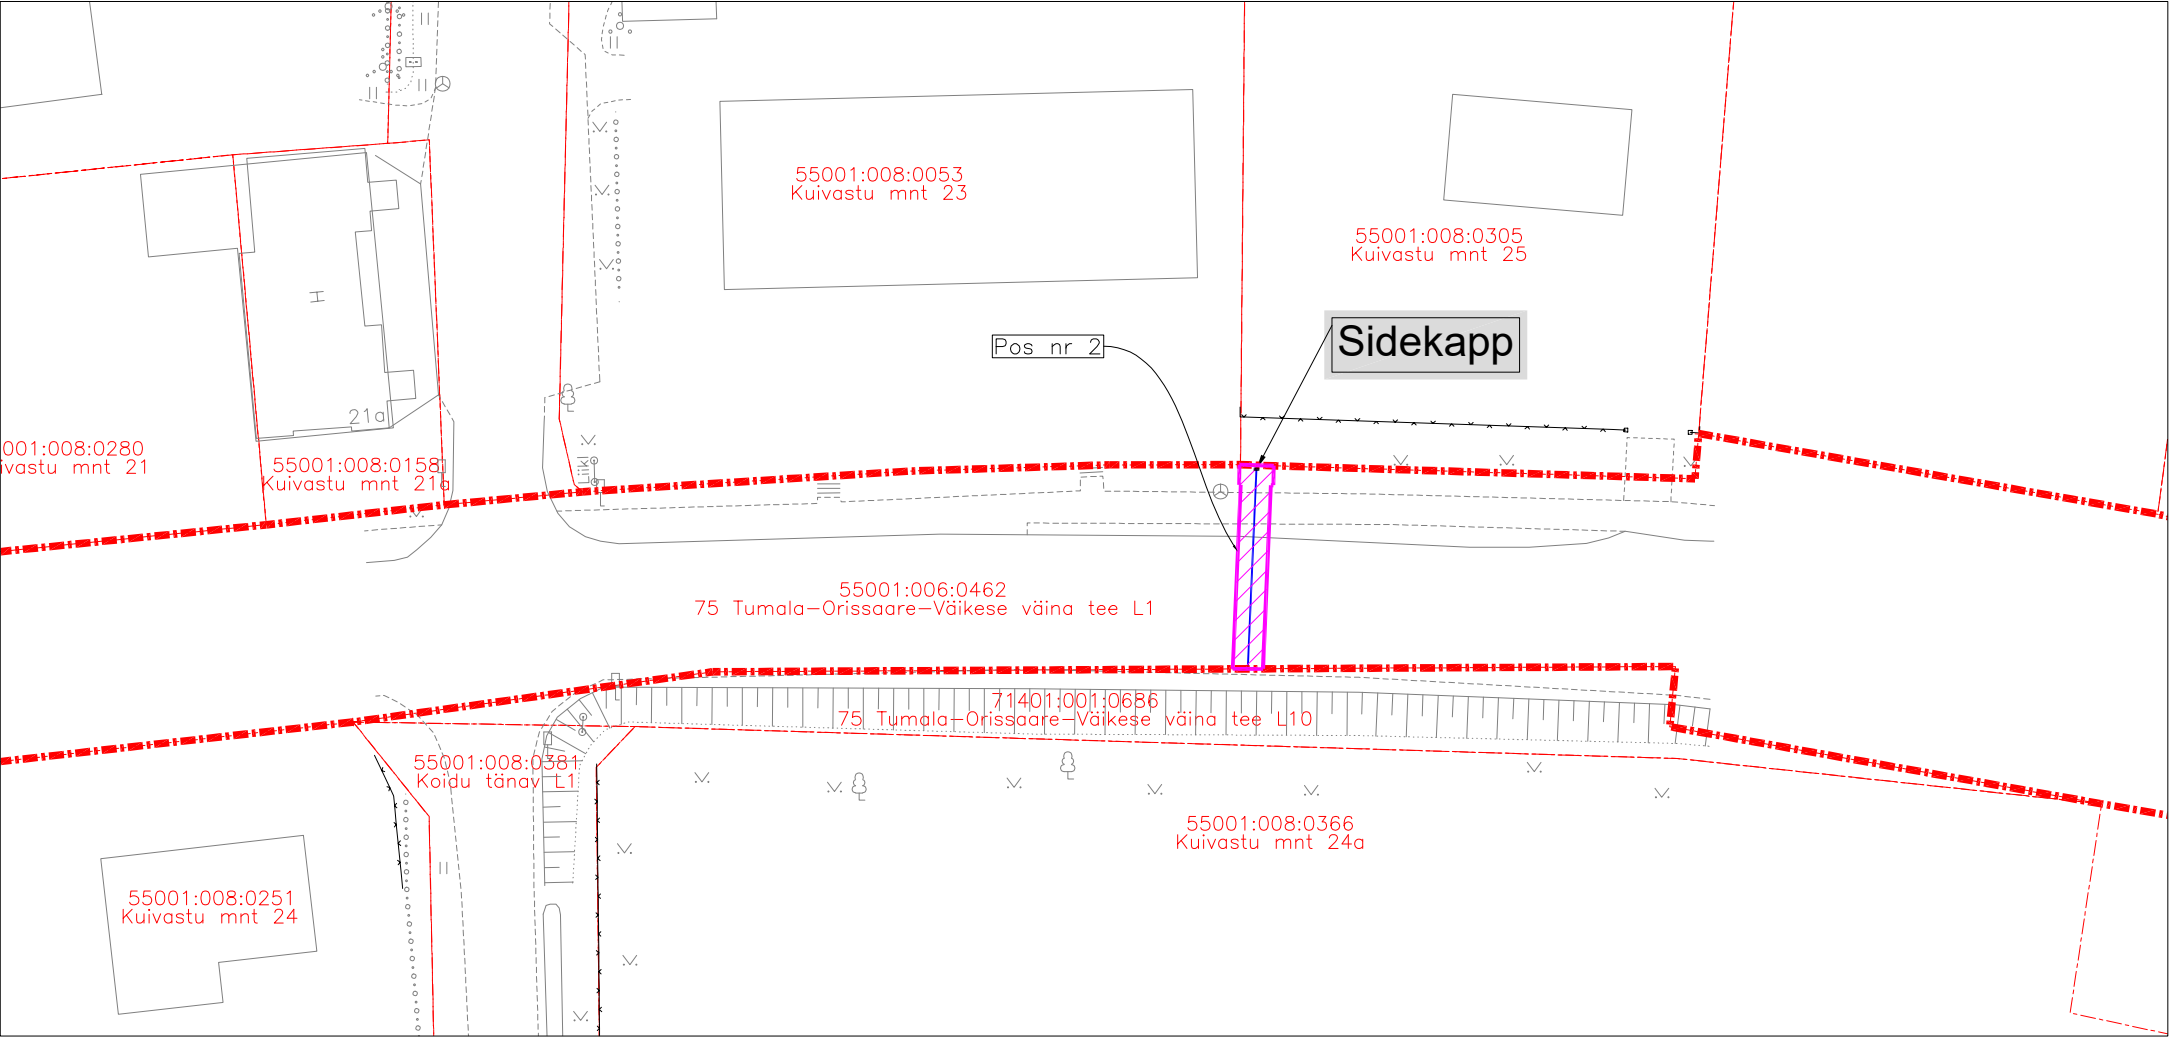 55001:008:0053
Kuivastu mnt 23
55001:008:0305
Kuivastu mnt 25
Pos nr 2
Sidekapp
H
21a
001:008:0280
ivastu mnt 21
55001:008:0158
Kuivastu mnt 21a
Liikl
55001:006:0462
75 Tumala-Orissaare-Väikese väina tee L1
71401:001:0686
75 Tumala-Orissaare-Väikese väina tee L10
55001:008:0381
Koidu tänav L1
55001:008:0366
Kuivastu mnt 24a
55001:008:0251
Kuivastu mnt 24